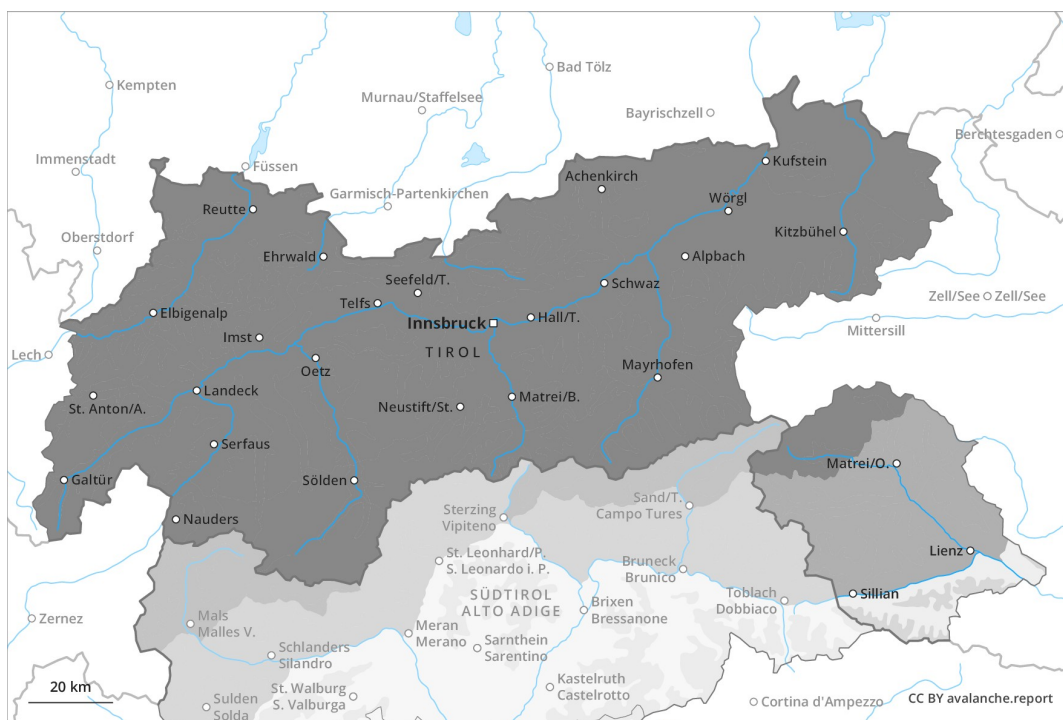 Kempten
Bad Tölz
Murnau/Staffelsee
Bayrischzell
Berchtesgaden
Immenstadt
Füssen
Kufstein
Achenkirch
Garmisch-Partenkirchen
Wörgl
Reutte
Kitzbühel
Oberstdorf
Ehrwald
Alpbach
Seefeld/T.
Schwaz
Zell/See
Zell/See
Telfs
Elbigenalp
Innsbruck
Hall/T.
Mittersill
Imst
TIROL
Lech
Oetz
Mayrhofen
Landeck
St. Anton/A.
Neustift/St.
Matrei/B.
Serfaus
Matrei/O.
Galtür
Sölden
Sand/T.
Campo Tures
Sterzing
Vipiteno
Nauders
St. Leonhard/P.
S. Leonardo i. P.
Lienz
Bruneck
Brunico
SÜDTIROL
ALTO ADIGE
Toblach
Dobbiaco
Sillian
Brixen
Bressanone
Zernez
Mals
Malles V.
Meran
Merano
Sarnthein
Sarentino
Schlanders
Silandro
Kastelruth
Castelrotto
20 km
St. Walburg
S. Valburga
Sulden
Solda
Cortina d'Ampezzo
CC BY avalanche.report